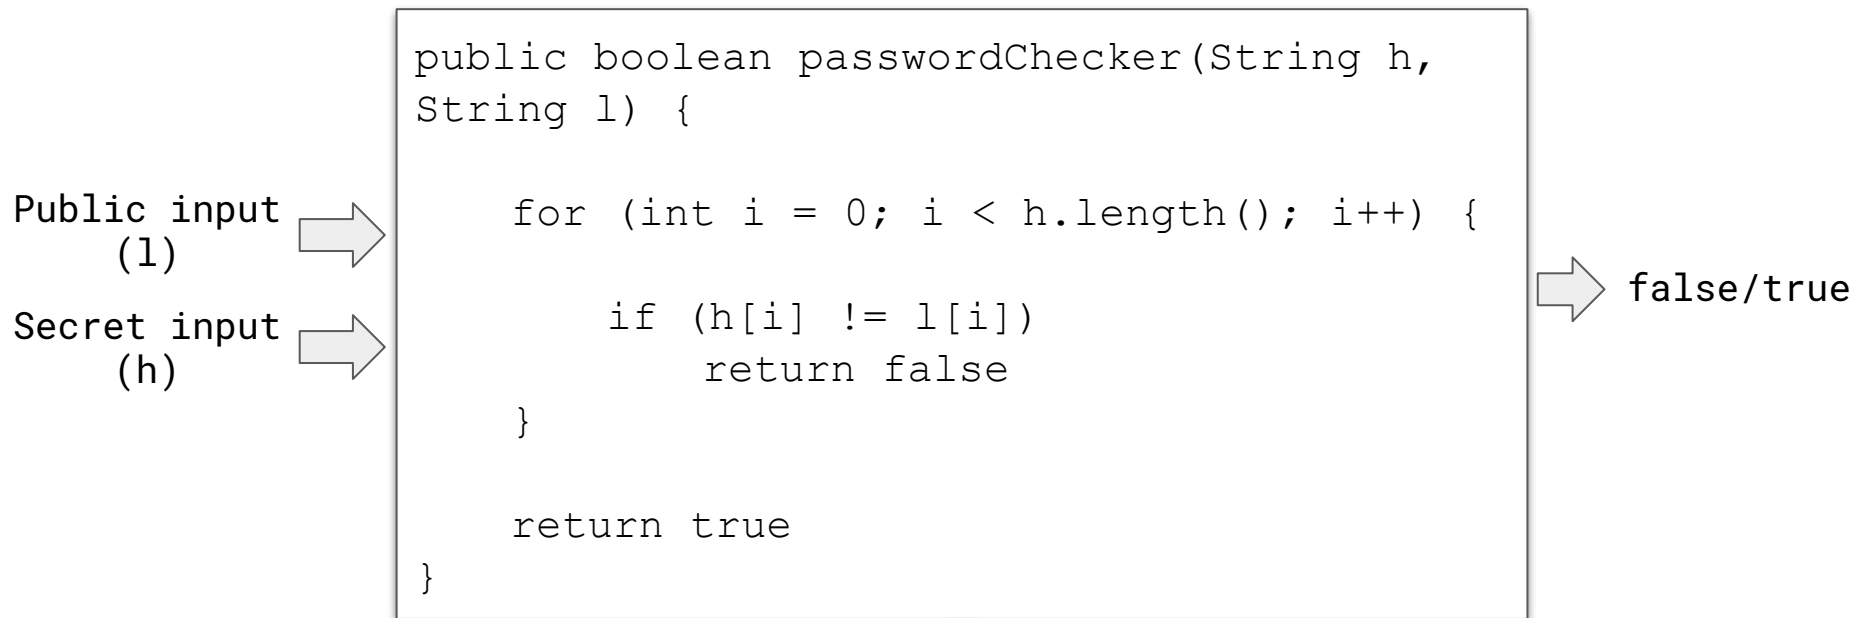 Public input
(l)
Secret input
(h)
public boolean passwordChecker(String h,
String l) {
for (int i = 0; i < h.length(); i++) {
if (h[i] != l[i])
return false
}
return true
}
false/true